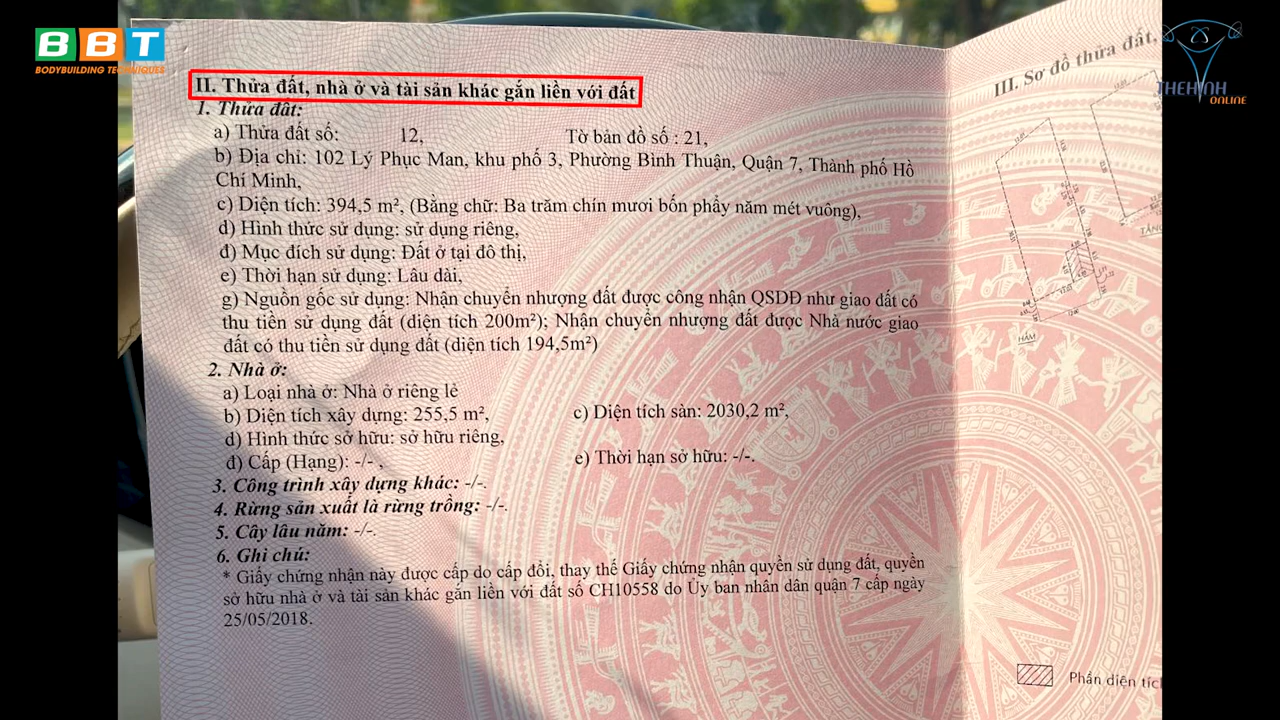 BBT
BODYBUILDING TECHNIQUES
THEHINH
ONLINE
II. Thửa đất, nhà ở và tài sản khác gắn liền với đất
1. Thửa đất:
a) Thửa đất số: 12, Tờ bản đồ số : 21,
b) Địa chỉ: 102 Lý Phục Man, khu phố 3, Phường Bình Thuận, Quận 7, Thành phố Hồ
Chí Minh,
c) Diện tích: 394,5 m², (Bằng chữ: Ba trăm chín mươi bốn phẩy năm mét vuông),
d) Hình thức sử dụng: sử dụng riêng,
đ) Mục đích sử dụng: Đất ở tại đô thị,
e) Thời hạn sử dụng: Lâu dài,
g) Nguồn gốc sử dụng: Nhận chuyển nhượng đất được công nhận QSDĐ như giao đất có
thu tiền sử dụng đất (diện tích 200m²); Nhận chuyển nhượng đất được Nhà nước giao
đất có thu tiền sử dụng đất (diện tích 194,5m²)
2. Nhà ở:
a) Loại nhà ở: Nhà ở riêng lẻ
b) Diện tích xây dựng: 255,5 m², c) Diện tích sàn: 2030,2 m²,
d) Hình thức sở hữu: sở hữu riêng,
đ) Cấp (Hạng): -/- , e) Thời hạn sở hữu: -/-.
3. Công trình xây dựng khác: -/-.
4. Rừng sản xuất là rừng trồng: -/-.
5. Cây lâu năm: -/-.
6. Ghi chú:
* Giấy chứng nhận này được cấp do cấp đổi, thay thế Giấy chứng nhận quyền sử dụng đất, quyền
sở hữu nhà ở và tài sản khác gắn liền với đất số CH10558 do Ủy ban nhân dân quận 7 cấp ngày
25/05/2018.
III. Sơ đồ thửa đất,
TẦNG
HẦM
Phần diện tíc